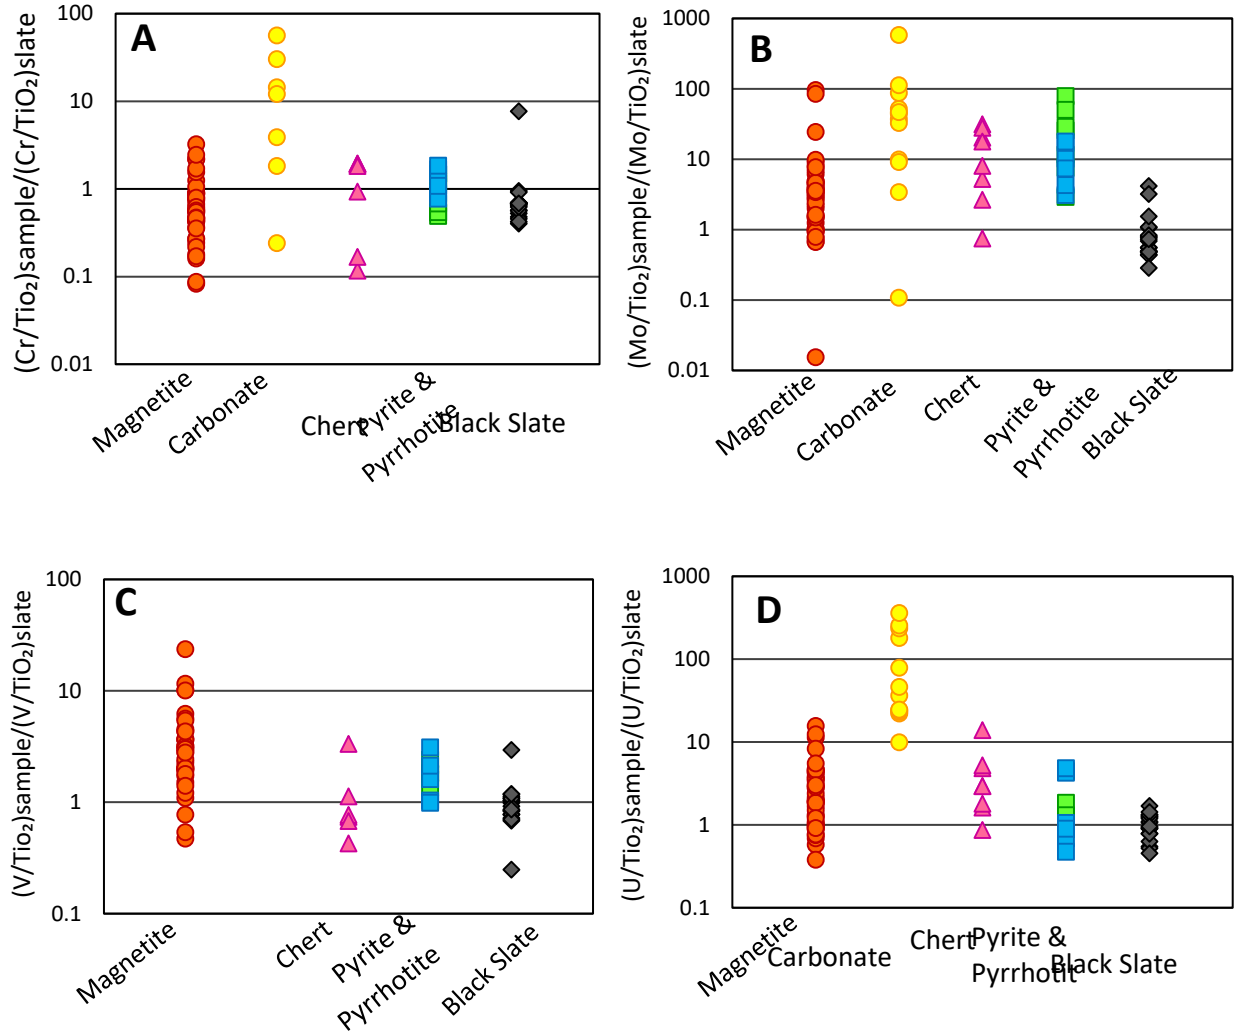 A
(Cr/Tio₂)sample/(Cr/TiO₂)slate
100
10
1
0.1
0.01
Magnetite
Carbonate
Chert
Pyrite &
Pyrrhotite
Black Slate
B
(Mo/Tio₂)sample/(Mo/TiO₂)slate
1000
100
10
1
0.1
0.01
Magnetite
Carbonate
Chert
Pyrite &
Pyrrhotite
Black Slate
C
(V/Tio₂)sample/(V/TiO₂)slate
100
10
1
0.1
Magnetite
Chert
Pyrite &
Pyrrhotite
Black Slate
D
(U/Tio₂)sample/(U/TiO₂)slate
1000
100
10
1
0.1
Magnetite
Carbonate
Chert
Pyrite &
Pyrrhotit
Black Slate